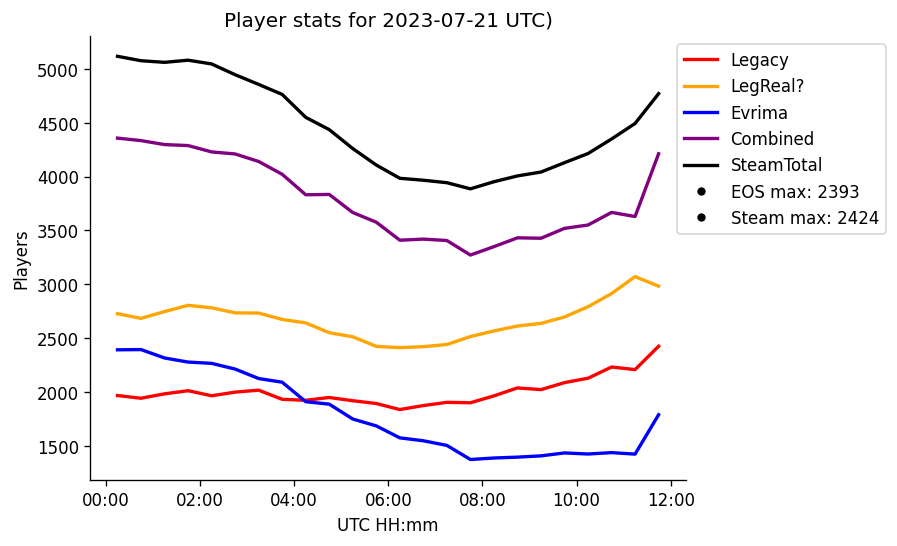 Player stats for 2023-07-21 UTC)
Legacy
LegReal?
Evrima
Combined
SteamTotal
EOS max: 2393
Steam max: 2424
Players
5000
4500
4000
3500
3000
2500
2000
1500
00:00 02:00 04:00 06:00 08:00 10:00 12:00
UTC HH:mm